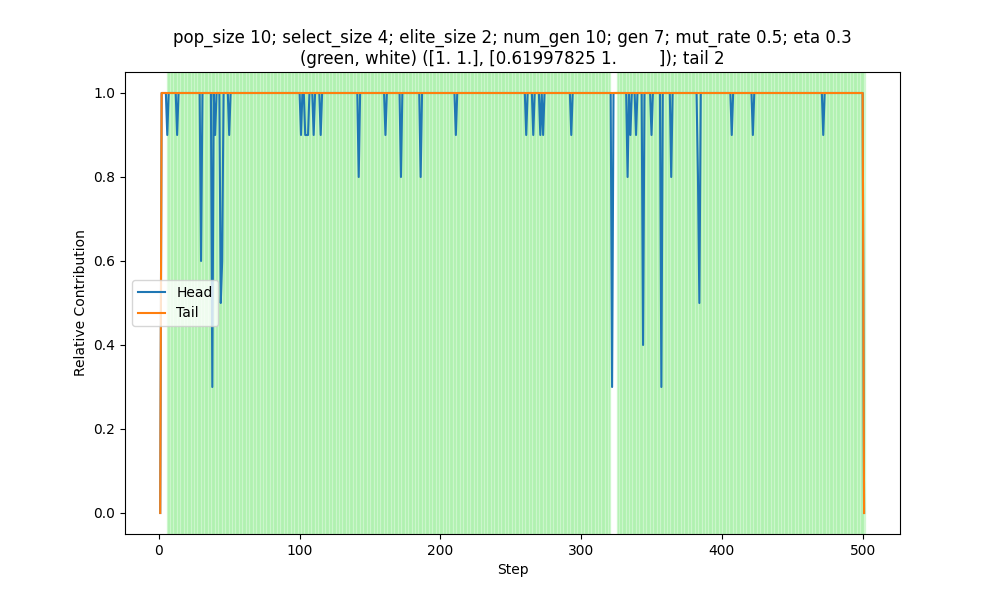 pop_size 10; select_size 4; elite_size 2; num_gen 10; gen 7; mut_rate 0.5; eta 0.3
(green, white) ([1. 1.], [0.61997825 1.        ]); tail 2
1.0
0.8
0.6
0.4
0.2
0.0
Relative Contribution
Head
Tail
0
100
200
300
400
500
Step